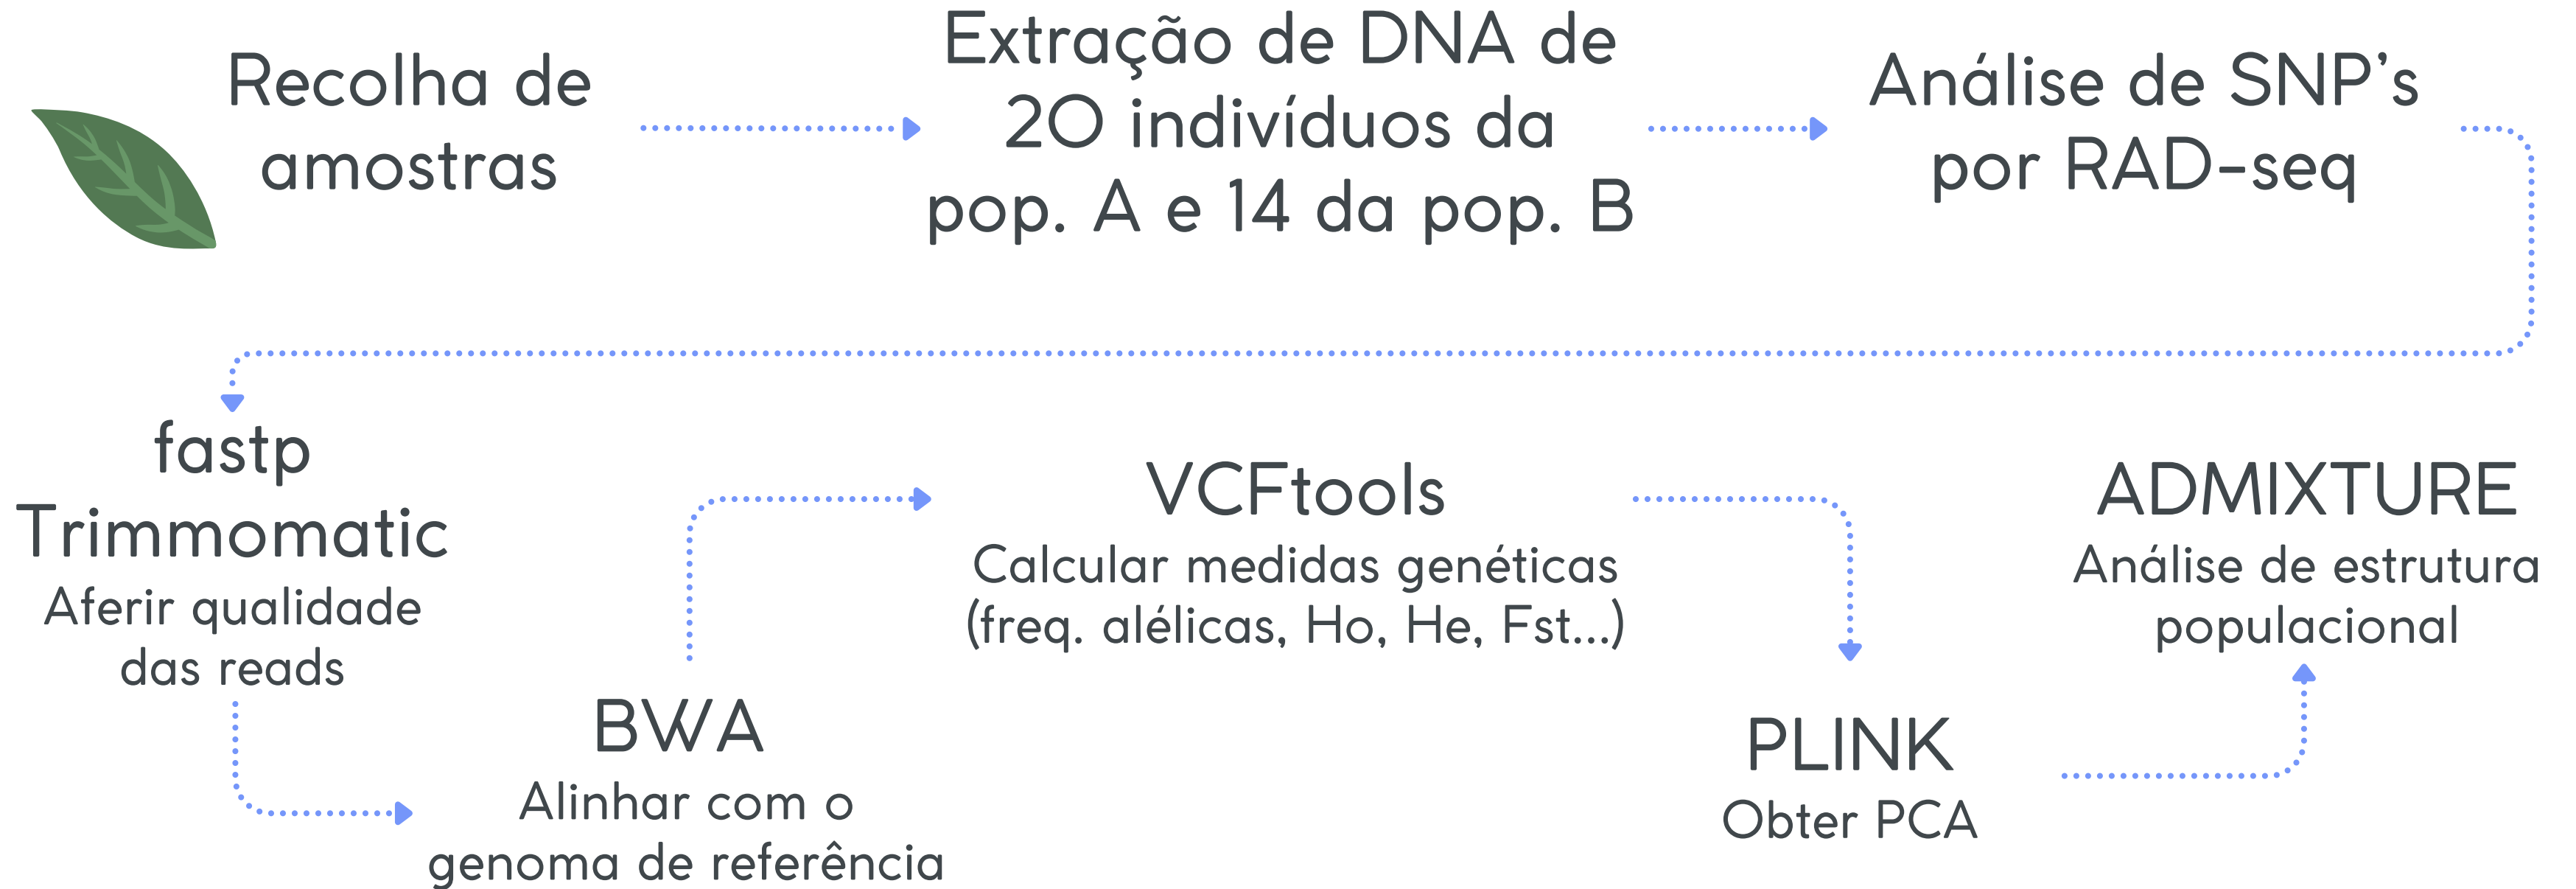 Recolha de
amostras
Extração de DNA de
20 indivíduos da
pop. A e 14 da pop. B
Análise de SNP's
por RAD-seq
fastp
Trimmomatic
Aferir qualidade
das reads
BWA
Alinhar com o
genoma de referência
VCFtools
Calcular medidas genéticas
(freq. alélicas, Ho, He, Fst...)
PLINK
Obter PCA
ADMIXTURE
Análise de estrutura
populacional